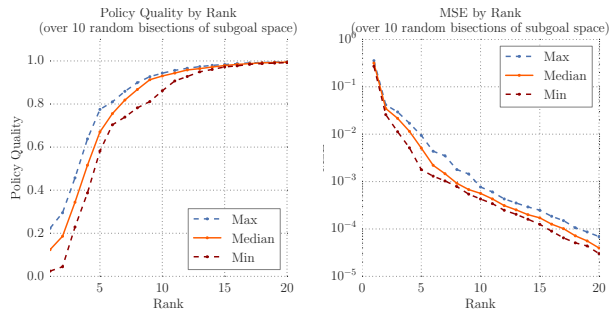 Policy Quality by Rank
(over 10 random bisections of subgoal space)
Policy Quality
1.0
0.8
0.6
0.4
0.2
0.0
5
10
15
20
Rank
Max
Median
Min
MSE by Rank
(over 10 random bisections of subgoal space)
10^0
10^−1
10^−2
10^−3
10^−4
10^−5
0
5
10
15
20
Rank
Max
Median
Min